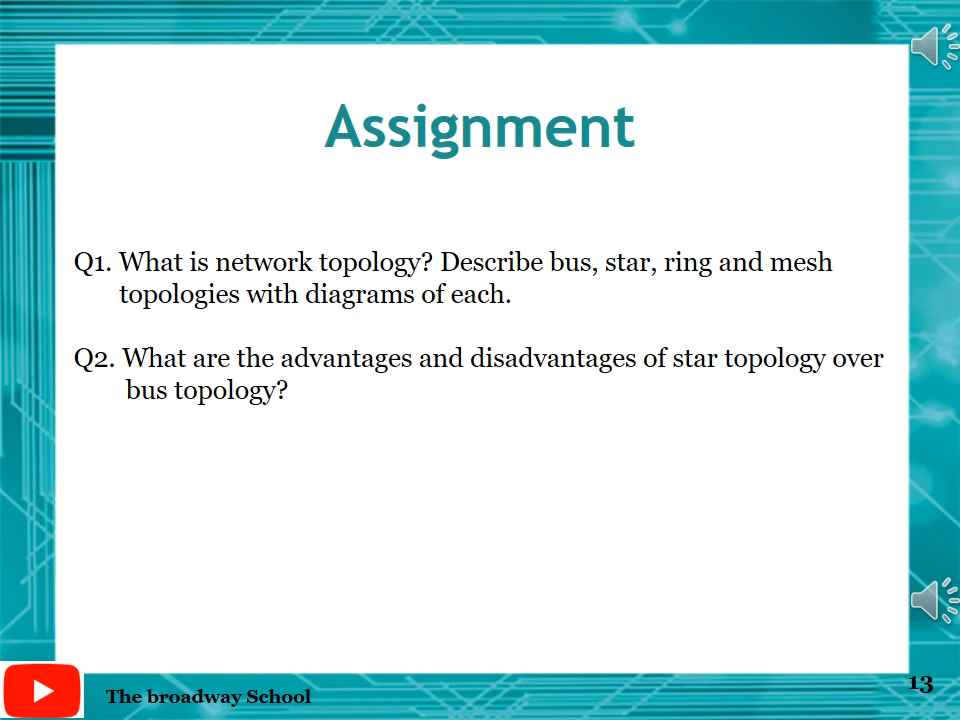 Assignment
Q1. What is network topology? Describe bus, star, ring and mesh
topologies with diagrams of each.
Q2. What are the advantages and disadvantages of star topology over
bus topology?
The broadway School
13